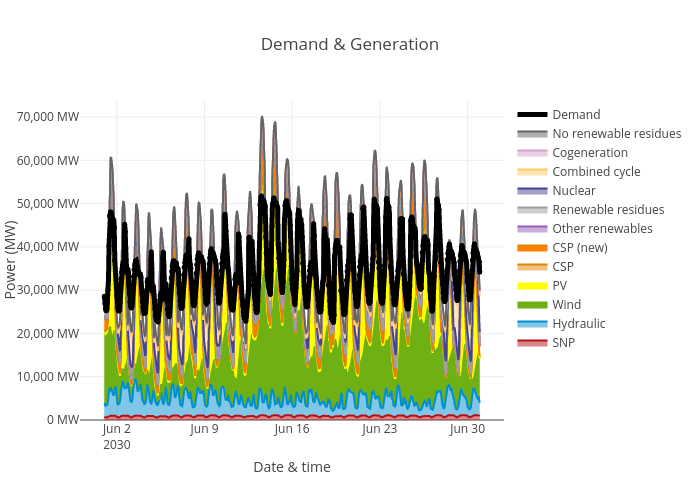 Demand & Generation
70,000 MW
60,000 MW
50,000 MW
40,000 MW
30,000 MW
20,000 MW
10,000 MW
0 MW
Power (MW)
Jun 2
2030
Jun 9
Jun 16
Jun 23
Jun 30
Date & time
Demand
No renewable residues
Cogeneration
Combined cycle
Nuclear
Renewable residues
Other renewables
CSP (new)
CSP
PV
Wind
Hydraulic
SNP